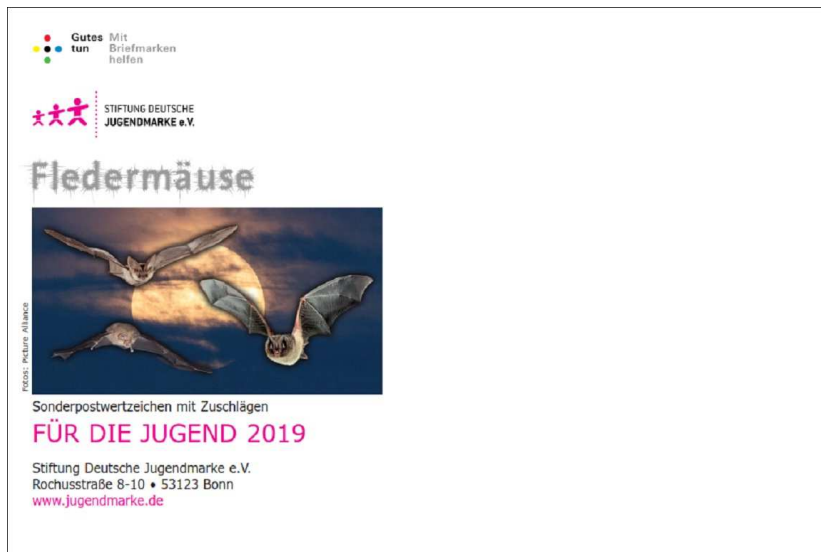 Gutes Mit
tun Briefmarken
helfen
STIFTUNG DEUTSCHE
JUGENDMARKE e.V.
Fledermäuse
Fotos: Picture Alliance
Sonderpostwertzeichen mit Zuschlägen
FÜR DIE JUGEND 2019
Stiftung Deutsche Jugendmarke e.V.
Rochusstraße 8-10 • 53123 Bonn
www.jugendmarke.de